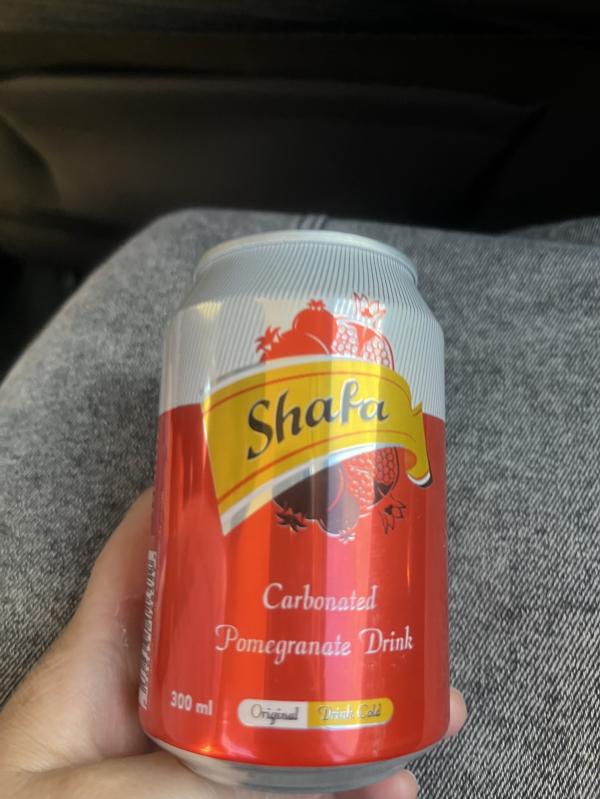 Shafa
Carbonated
Pomegranate Drink
300 ml
Original Drink Cold